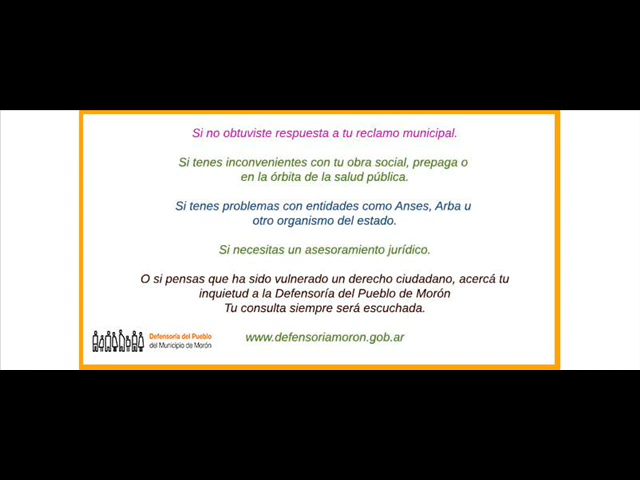 Si no obtuviste respuesta a tu reclamo municipal.
Si tenes inconvenientes con tu obra social, prepaga o
en la órbita de la salud pública.
Si tenes problemas con entidades como Anses, Arba u
otro organismo del estado.
Si necesitas un asesoramiento jurídico.
O si pensas que ha sido vulnerado un derecho ciudadano, acercá tu
inquietud a la Defensoría del Pueblo de Morón
Tu consulta siempre será escuchada.
Defensoría del Pueblo
del Municipio de Morón
www.defensoriamoron.gob.ar